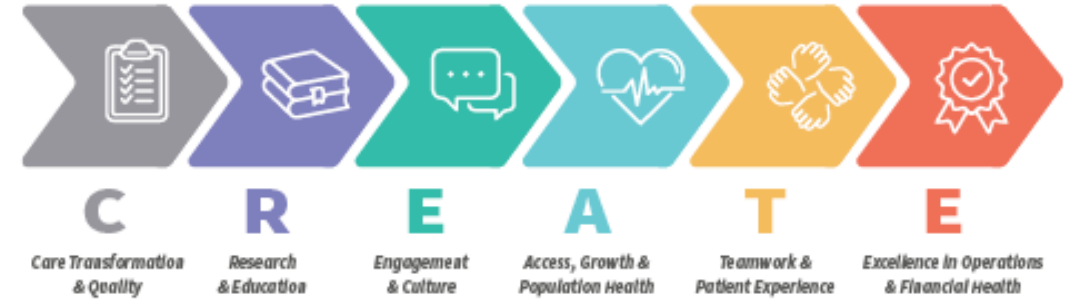 C R E A T E
Care Transformation
& Quality
Research
& Education
Engagement
& Culture
Access, Growth &
Population Health
Teamwork &
Patient Experience
Excellence in Operations
& Financial Health